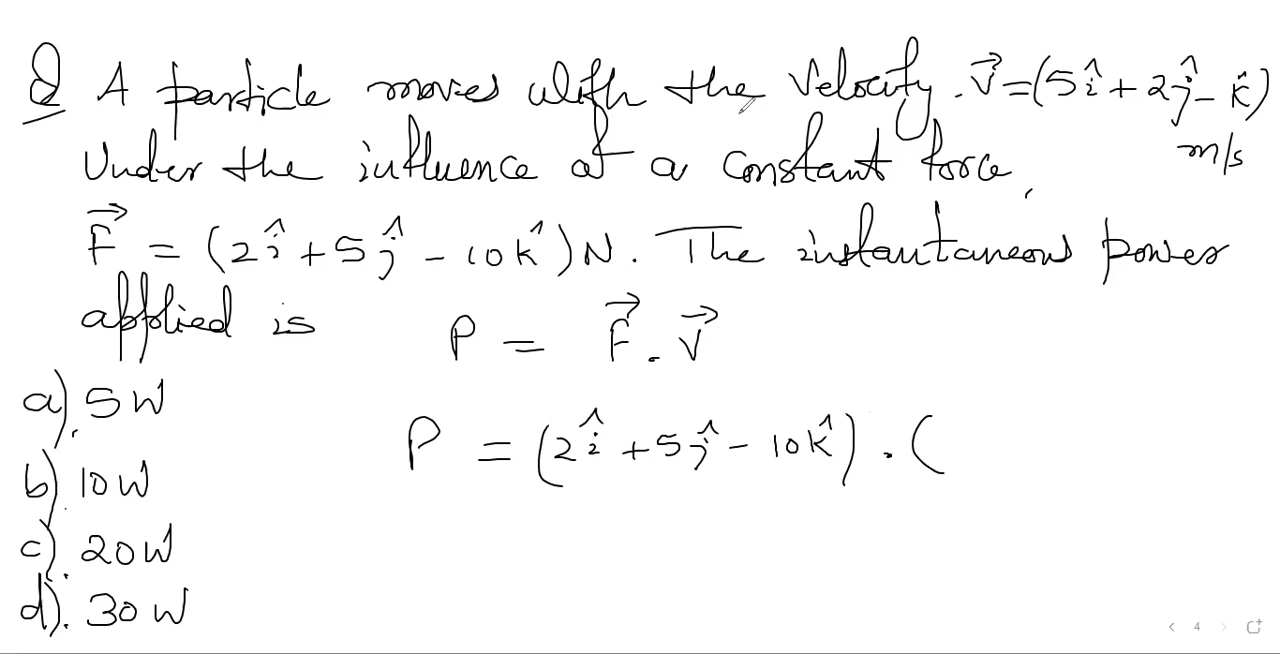 Q A particle moves with the Velocity. V⃗=(5î+2ĵ-k̂)
m/s
Under the influence of a constant force,
F⃗ = (2î+5ĵ-10k̂)N. The instantaneous power
applied is P = F⃗.V⃗
a). 5W
P = (2î+5ĵ-10k̂).(
b) 10W
c). 20W
d). 30W
4